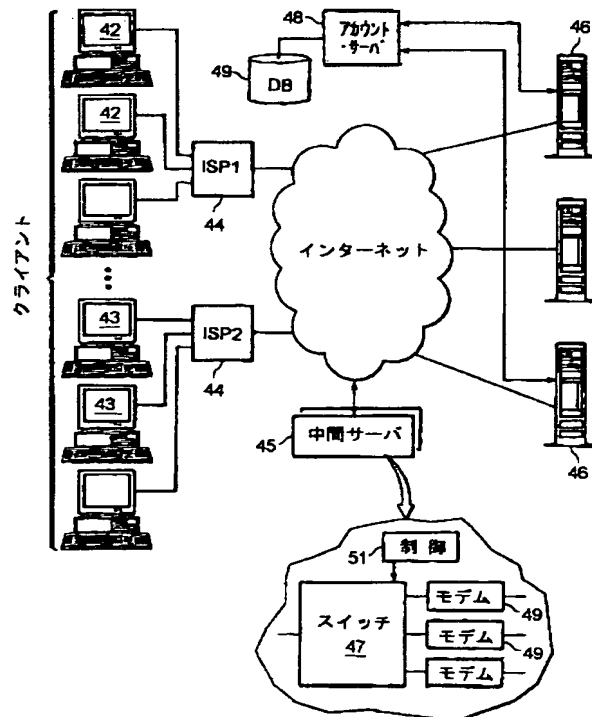 クライアント
42
42
43
43
ISP1
44
ISP2
44
48
アカウント
・サーバ
49
DB
インターネット
46
46
45
中間サーバ
51
制御
スイッチ
47
モデム
49
モデム
49
モデム